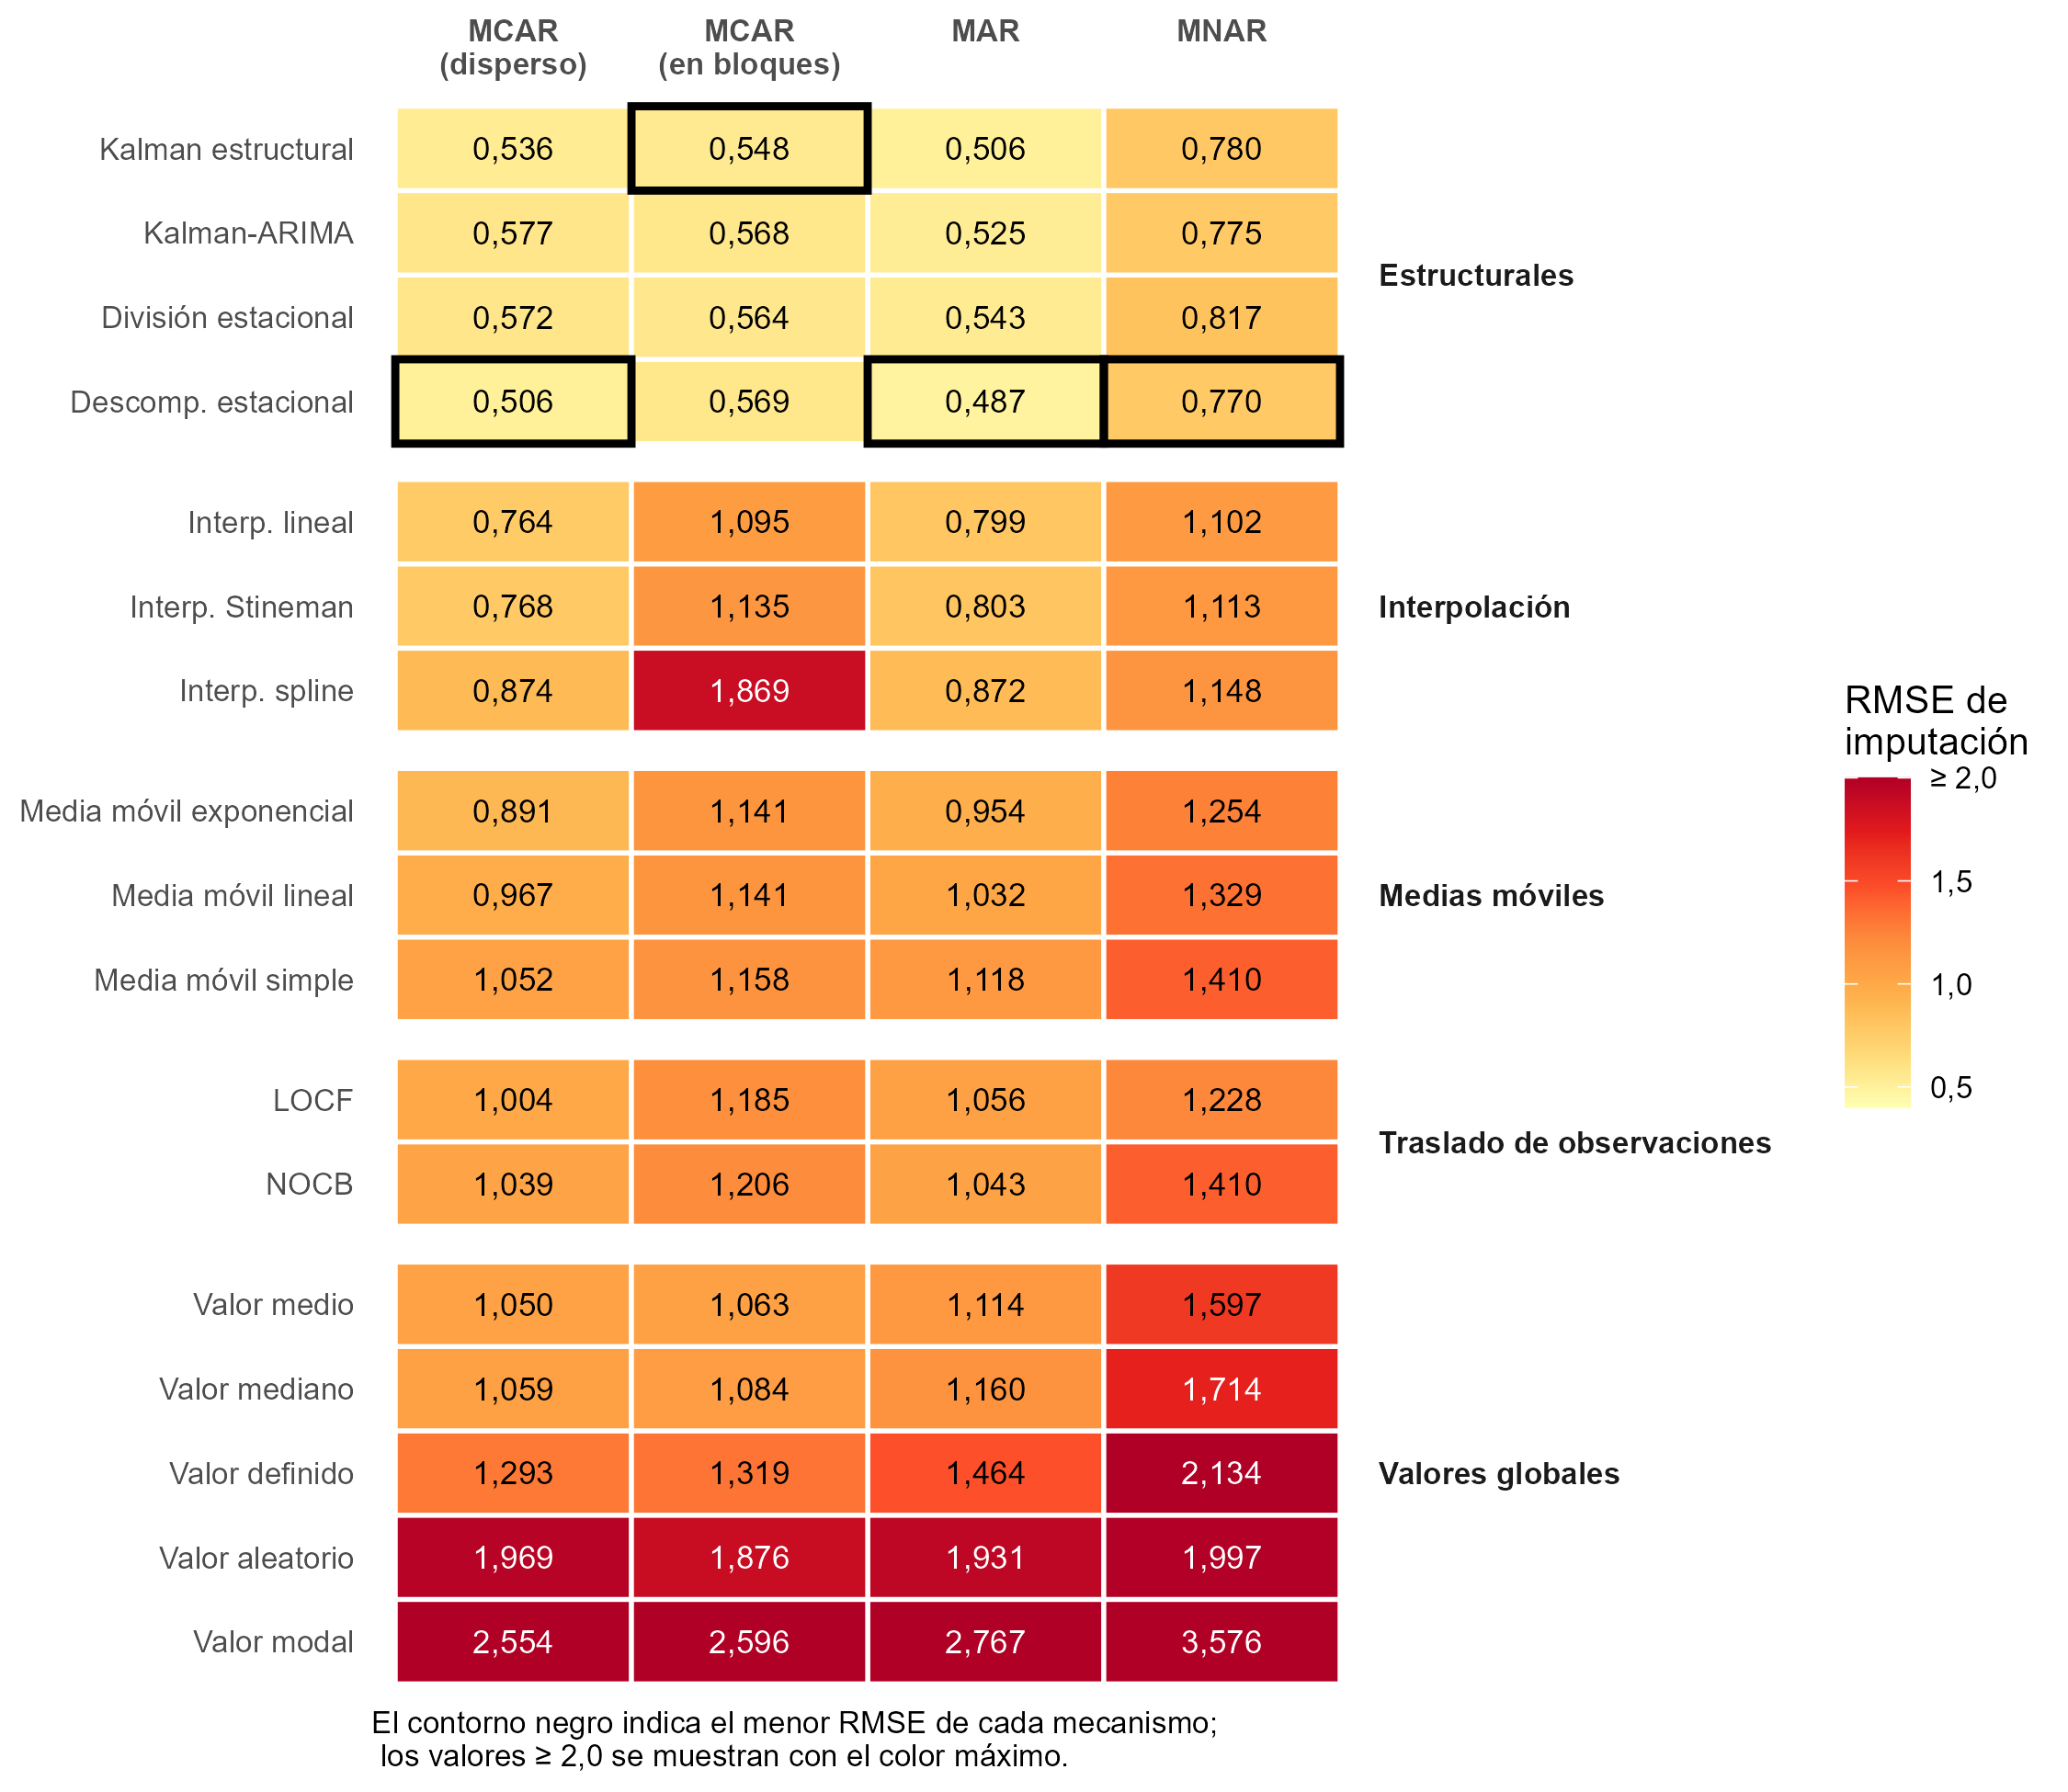 MCAR
(disperso)
MCAR
(en bloques)
MAR
MNAR
Kalman estructural 0,536 0,548 0,506 0,780
Kalman-ARIMA 0,577 0,568 0,525 0,775
División estacional 0,572 0,564 0,543 0,817
Descomp. estacional 0,506 0,569 0,487 0,770
Estructurales
Interp. lineal 0,764 1,095 0,799 1,102
Interp. Stineman 0,768 1,135 0,803 1,113
Interp. spline 0,874 1,869 0,872 1,148
Interpolación
Media móvil exponencial 0,891 1,141 0,954 1,254
Media móvil lineal 0,967 1,141 1,032 1,329
Media móvil simple 1,052 1,158 1,118 1,410
Medias móviles
LOCF 1,004 1,185 1,056 1,228
NOCB 1,039 1,206 1,043 1,410
Traslado de observaciones
Valor medio 1,050 1,063 1,114 1,597
Valor mediano 1,059 1,084 1,160 1,714
Valor definido 1,293 1,319 1,464 2,134
Valor aleatorio 1,969 1,876 1,931 1,997
Valor modal 2,554 2,596 2,767 3,576
Valores globales
RMSE de
imputación
≥ 2,0
1,5
1,0
0,5
El contorno negro indica el menor RMSE de cada mecanismo;
los valores ≥ 2,0 se muestran con el color máximo.